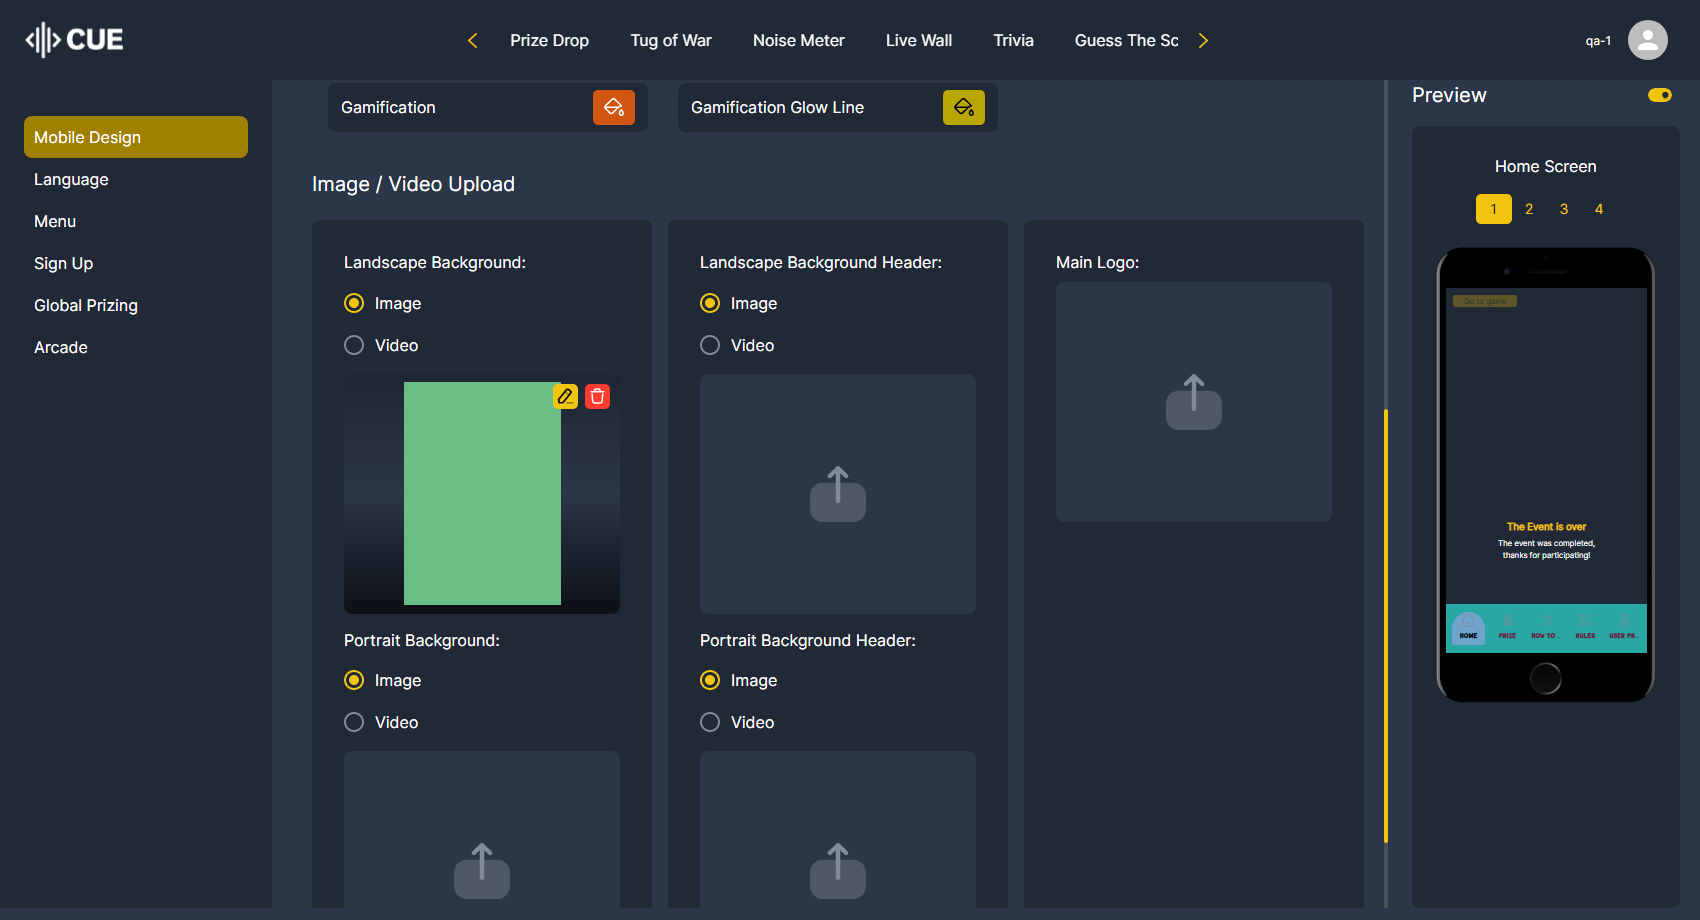 CUE
Prize Drop
Tug of War
Noise Meter
Live Wall
Trivia
Guess The Sc
qa-1
Mobile Design
Language
Menu
Sign Up
Global Prizing
Arcade
Gamification
Gamification Glow Line
Image / Video Upload
Landscape Background:
Image
Video
Portrait Background:
Image
Video
Landscape Background Header:
Image
Video
Portrait Background Header:
Image
Video
Main Logo:
Preview
Home Screen
1 2 3 4
Go to game
The Event is over
The event was completed,
thanks for participating!
HOME PRIZE HOW TO ... RULES USER PR...